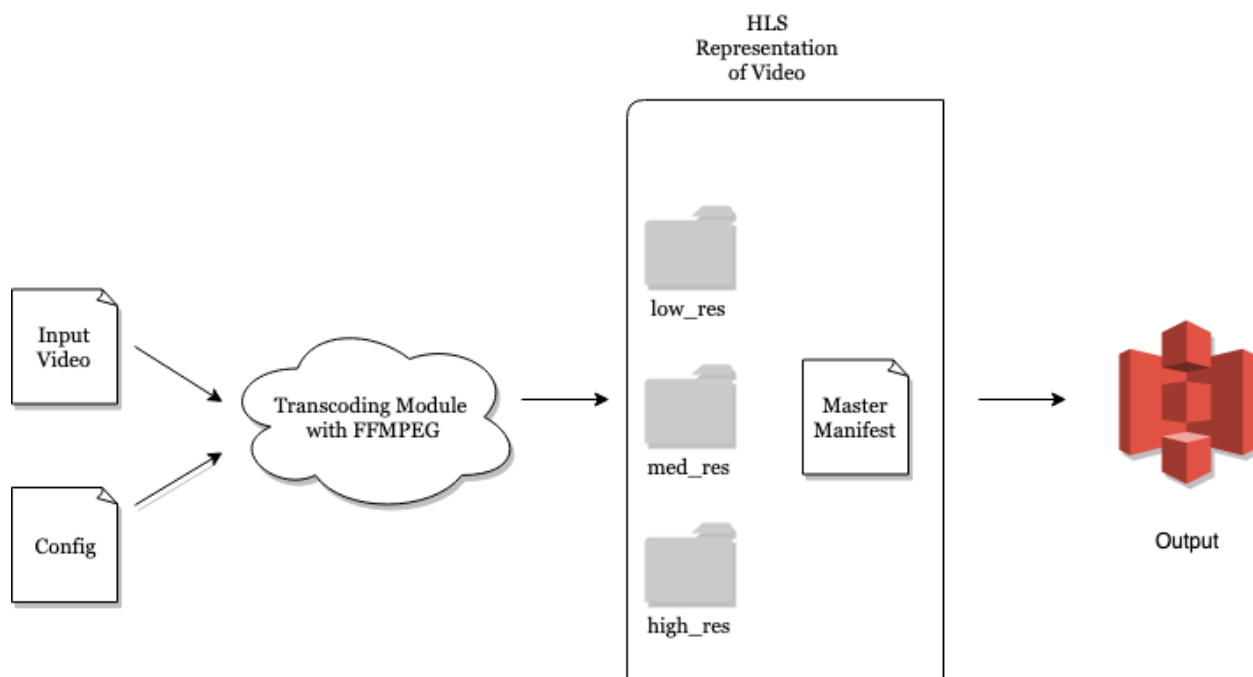 HLS
Representation
of Video
Input
Video
Config
Transcoding Module
with FFMPEG
low_res
med_res
high_res
Master
Manifest
Output